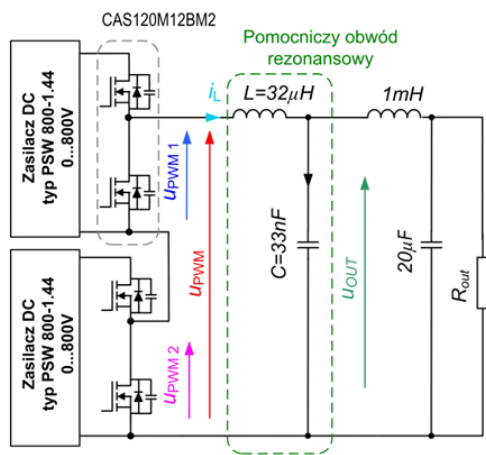 CAS120M12BM2
Pomocniczy obwód
rezonansowy
Zasilacz DC
typ PSW 800-1.44
0...800V
iL
L=32µH
1mH
uPWM 1
uPWM
C=33nF
uOUT
20µF
Rout
Zasilacz DC
typ PSW 800-1.44
0...800V
uPWM 2